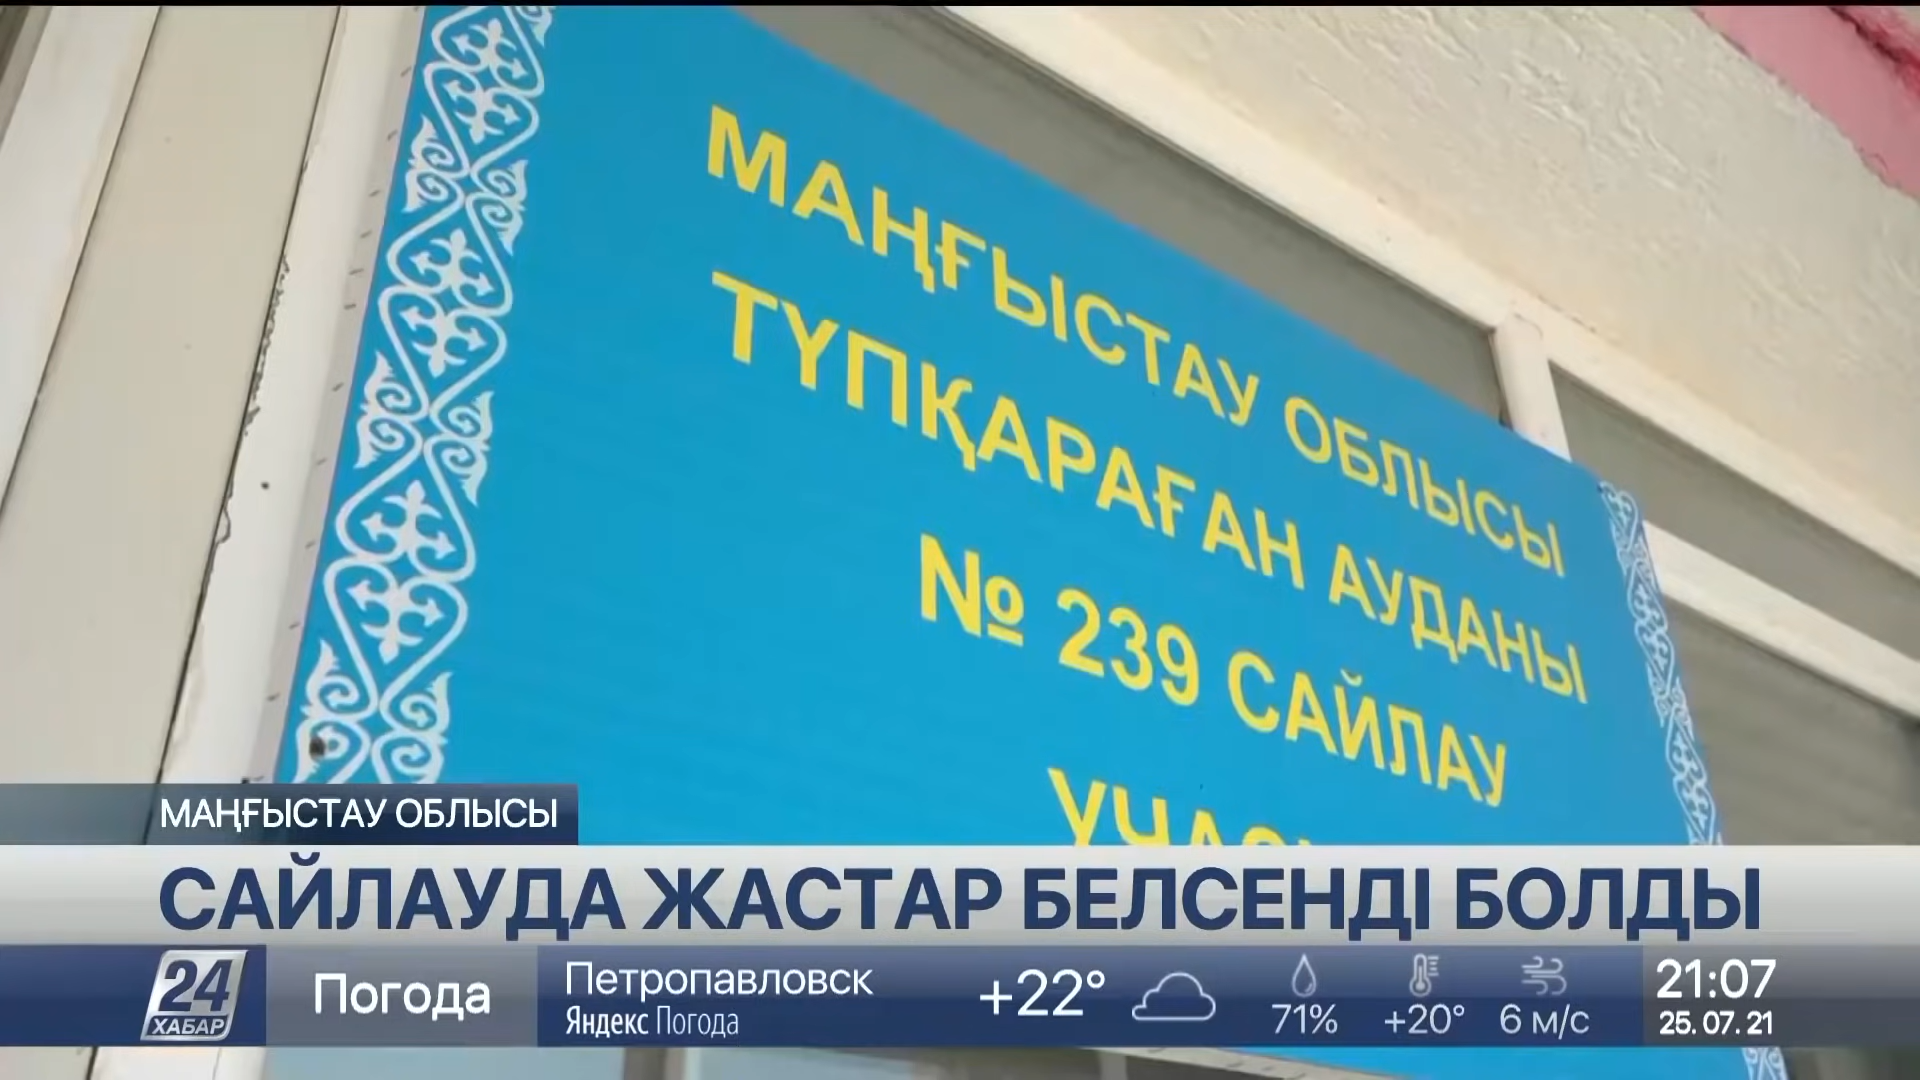 МАҢҒЫСТАУ ОБЛЫСЫ
ТҮПҚАРАҒАН АУДАНЫ
№ 239 САЙЛАУ
МАҢҒЫСТАУ ОБЛЫСЫ
САЙЛАУДА ЖАСТАР БЕЛСЕНДІ БОЛДЫ
24 ХАБАР
Погода
Петропавловск
Яндекс Погода
+22°
71%
+20°
6 м/с
21:07
25. 07. 21